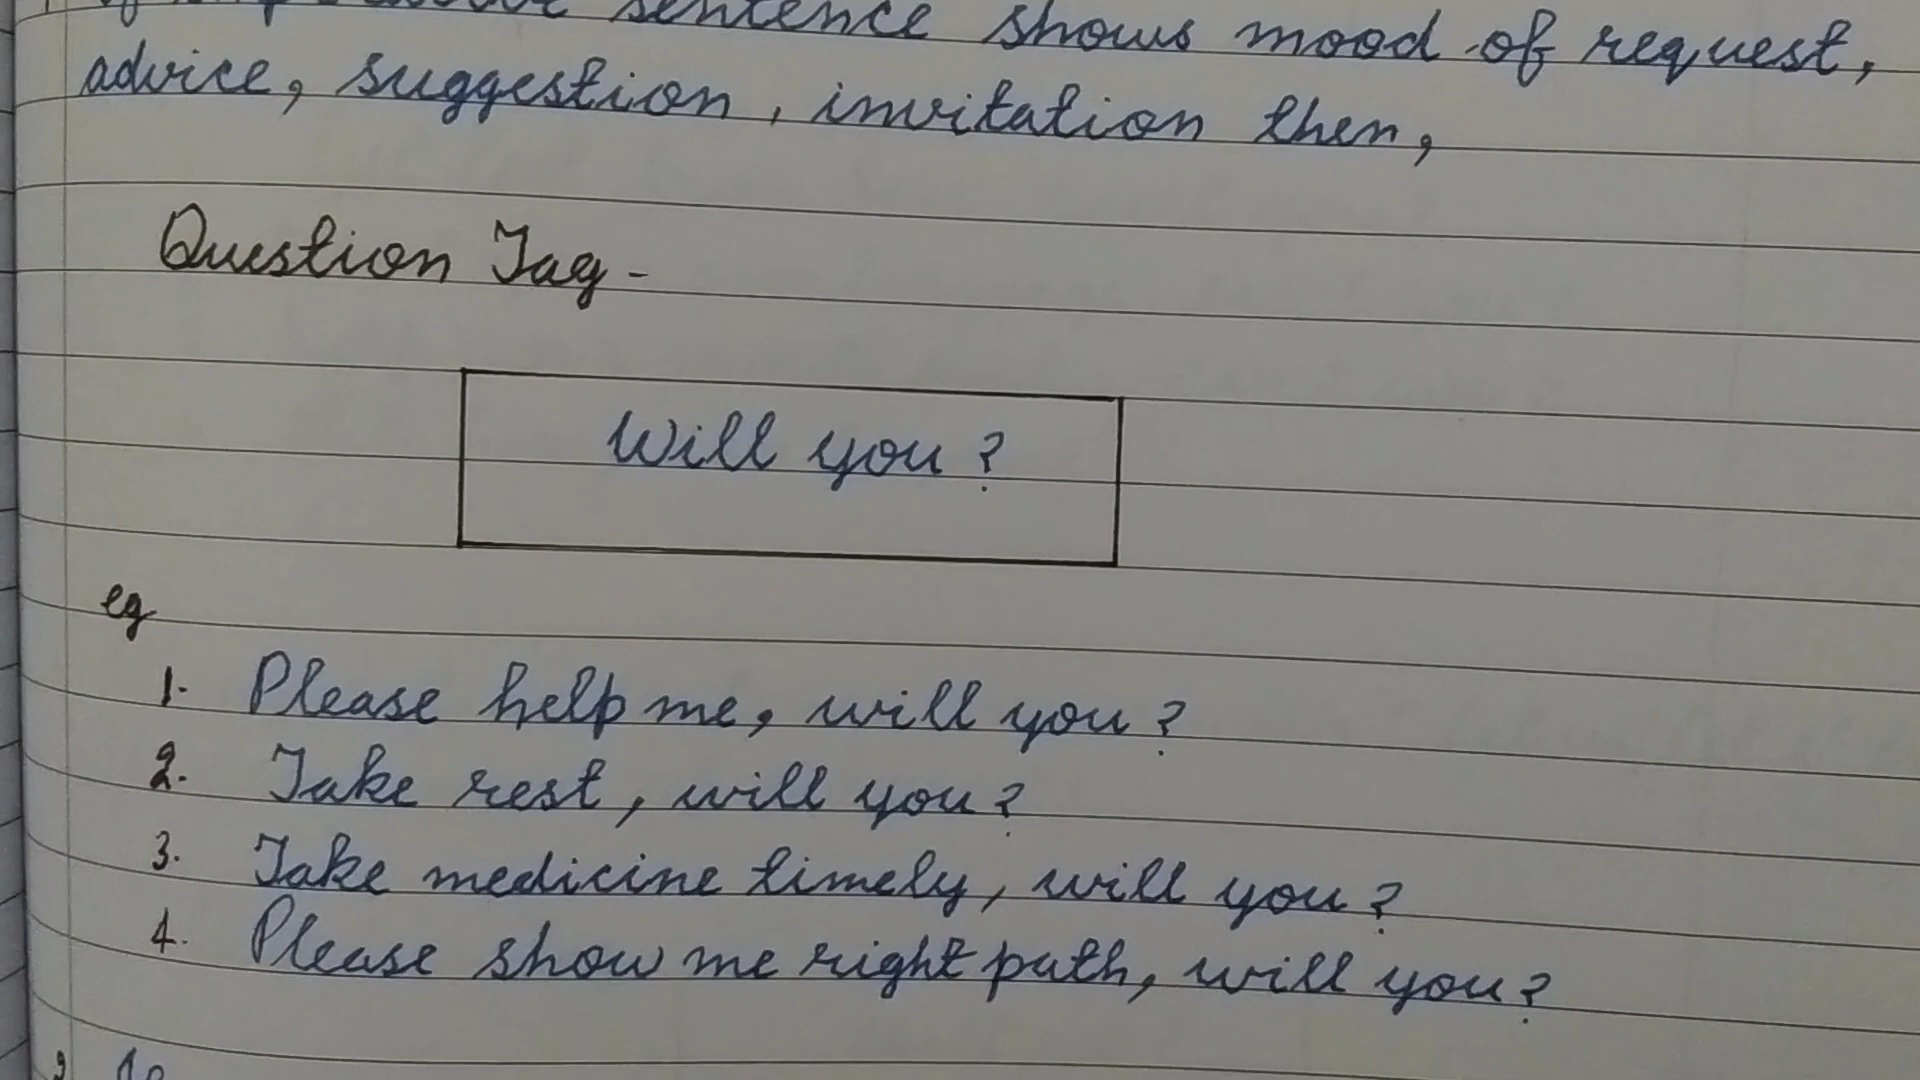 sentence shows mood of request,
advice, suggestion, invitation then,
Question Tag -
Will you?
eg
1. Please help me, will you?
2. Take rest, will you?
3. Take medicine timely, will you?
4. Please show me right path, will you?